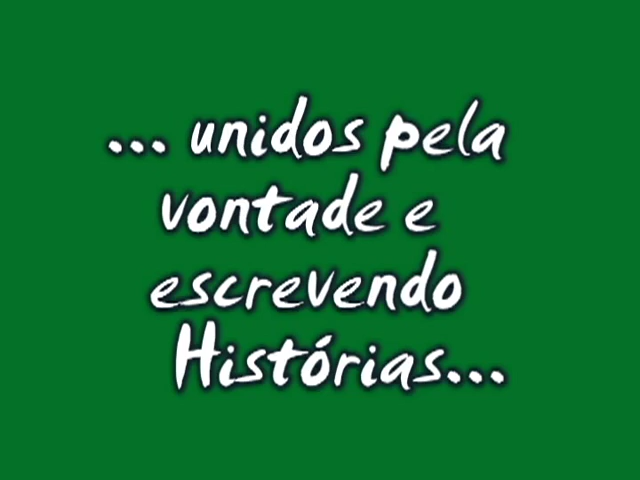 ... unidos pela
vontade e
escrevendo
Histórias...